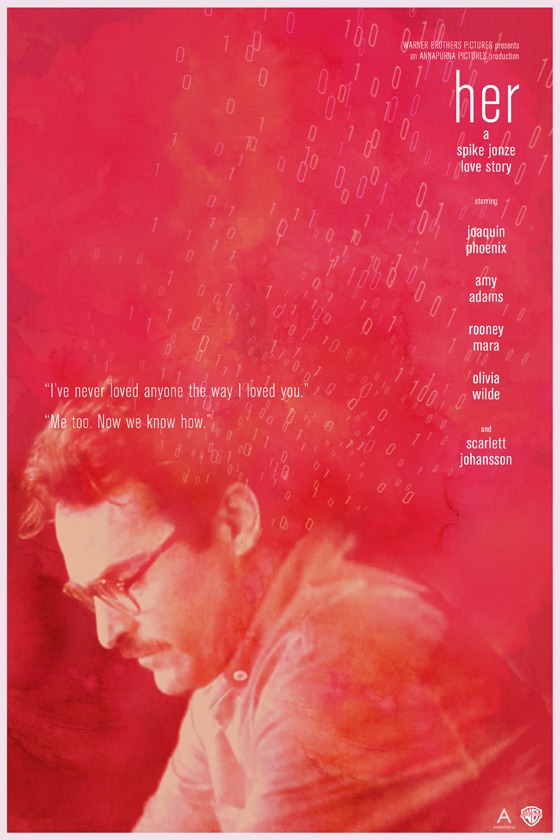 WARNER BROTHERS PICTURES presents
an ANNAPURNA PICTURES production
her
a
spike jonze
love story
starring
joaquin
phoenix
amy
adams
rooney
mara
olivia
wilde
and
scarlett
johansson
“I've never loved anyone the way I loved you.”
“Me too. Now we know how.”
A
ANNAPURNA
WB